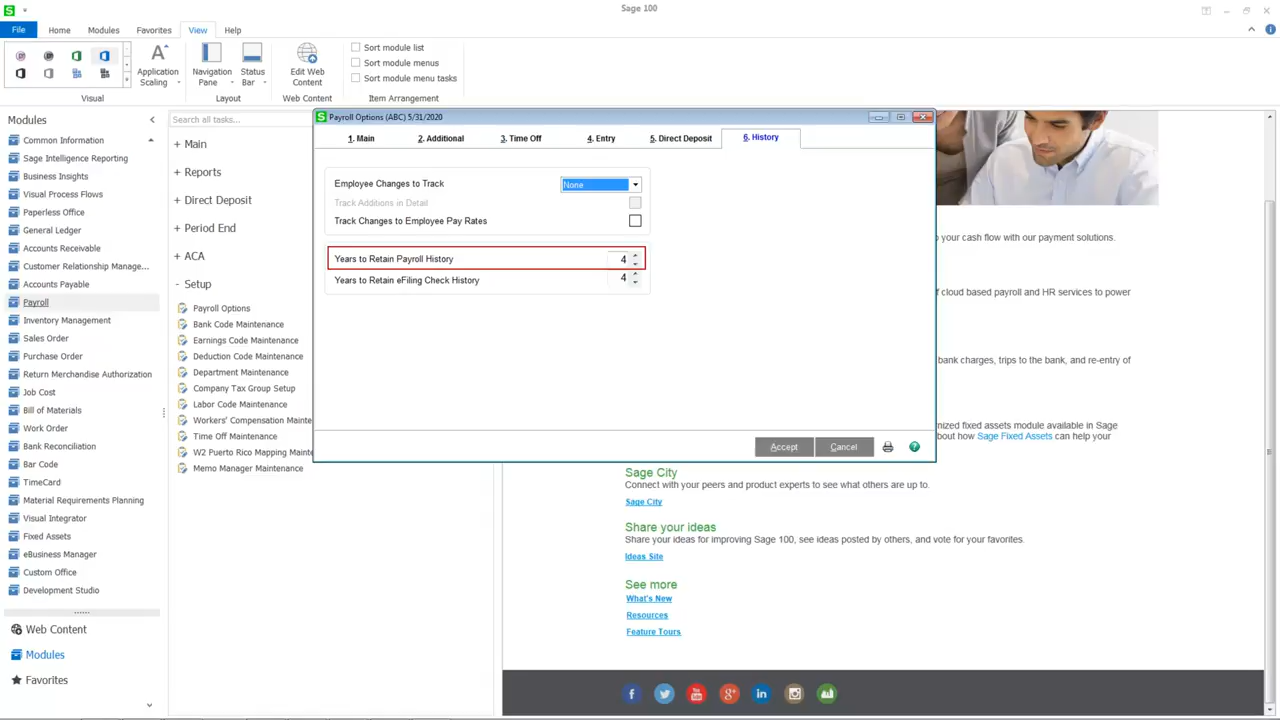 Sage 100
File Home Modules Favorites View Help
Application Scaling
Navigation Pane
Status Bar
Edit Web Content
Sort module list
Sort module menus
Sort module menu tasks
Visual
Layout
Web Content
Item Arrangement
Modules
Common Information
Sage Intelligence Reporting
Business Insights
Visual Process Flows
Paperless Office
General Ledger
Accounts Receivable
Customer Relationship Manage...
Accounts Payable
Payroll
Inventory Management
Sales Order
Purchase Order
Return Merchandise Authorization
Job Cost
Bill of Materials
Work Order
Bank Reconciliation
Bar Code
TimeCard
Material Requirements Planning
Visual Integrator
Fixed Assets
eBusiness Manager
Custom Office
Development Studio
Web Content
Modules
Favorites
Search all tasks...
+ Main
+ Reports
+ Direct Deposit
+ Period End
+ ACA
- Setup
Payroll Options
Bank Code Maintenance
Earnings Code Maintenance
Deduction Code Maintenance
Department Maintenance
Company Tax Group Setup
Labor Code Maintenance
Workers' Compensation Mainte
Time Off Maintenance
W2 Puerto Rico Mapping Mainte
Memo Manager Maintenance
Payroll Options (ABC) 5/31/2020
1. Main 2. Additional 3. Time Off 4. Entry 5. Direct Deposit 6. History
Employee Changes to Track None
Track Additions in Detail
Track Changes to Employee Pay Rates
Years to Retain Payroll History 4
Years to Retain eFiling Check History 4
Accept Cancel
your cash flow with our payment solutions.
f cloud based payroll and HR services to power
bank charges, trips to the bank, and re-entry of
mized fixed assets module available in Sage
bout how Sage Fixed Assets can help your
Sage City
Connect with your peers and product experts to see what others are up to.
Sage City
Share your ideas
Share your ideas for improving Sage 100, see ideas posted by others, and vote for your favorites.
Ideas Site
See more
What's New
Resources
Feature Tours